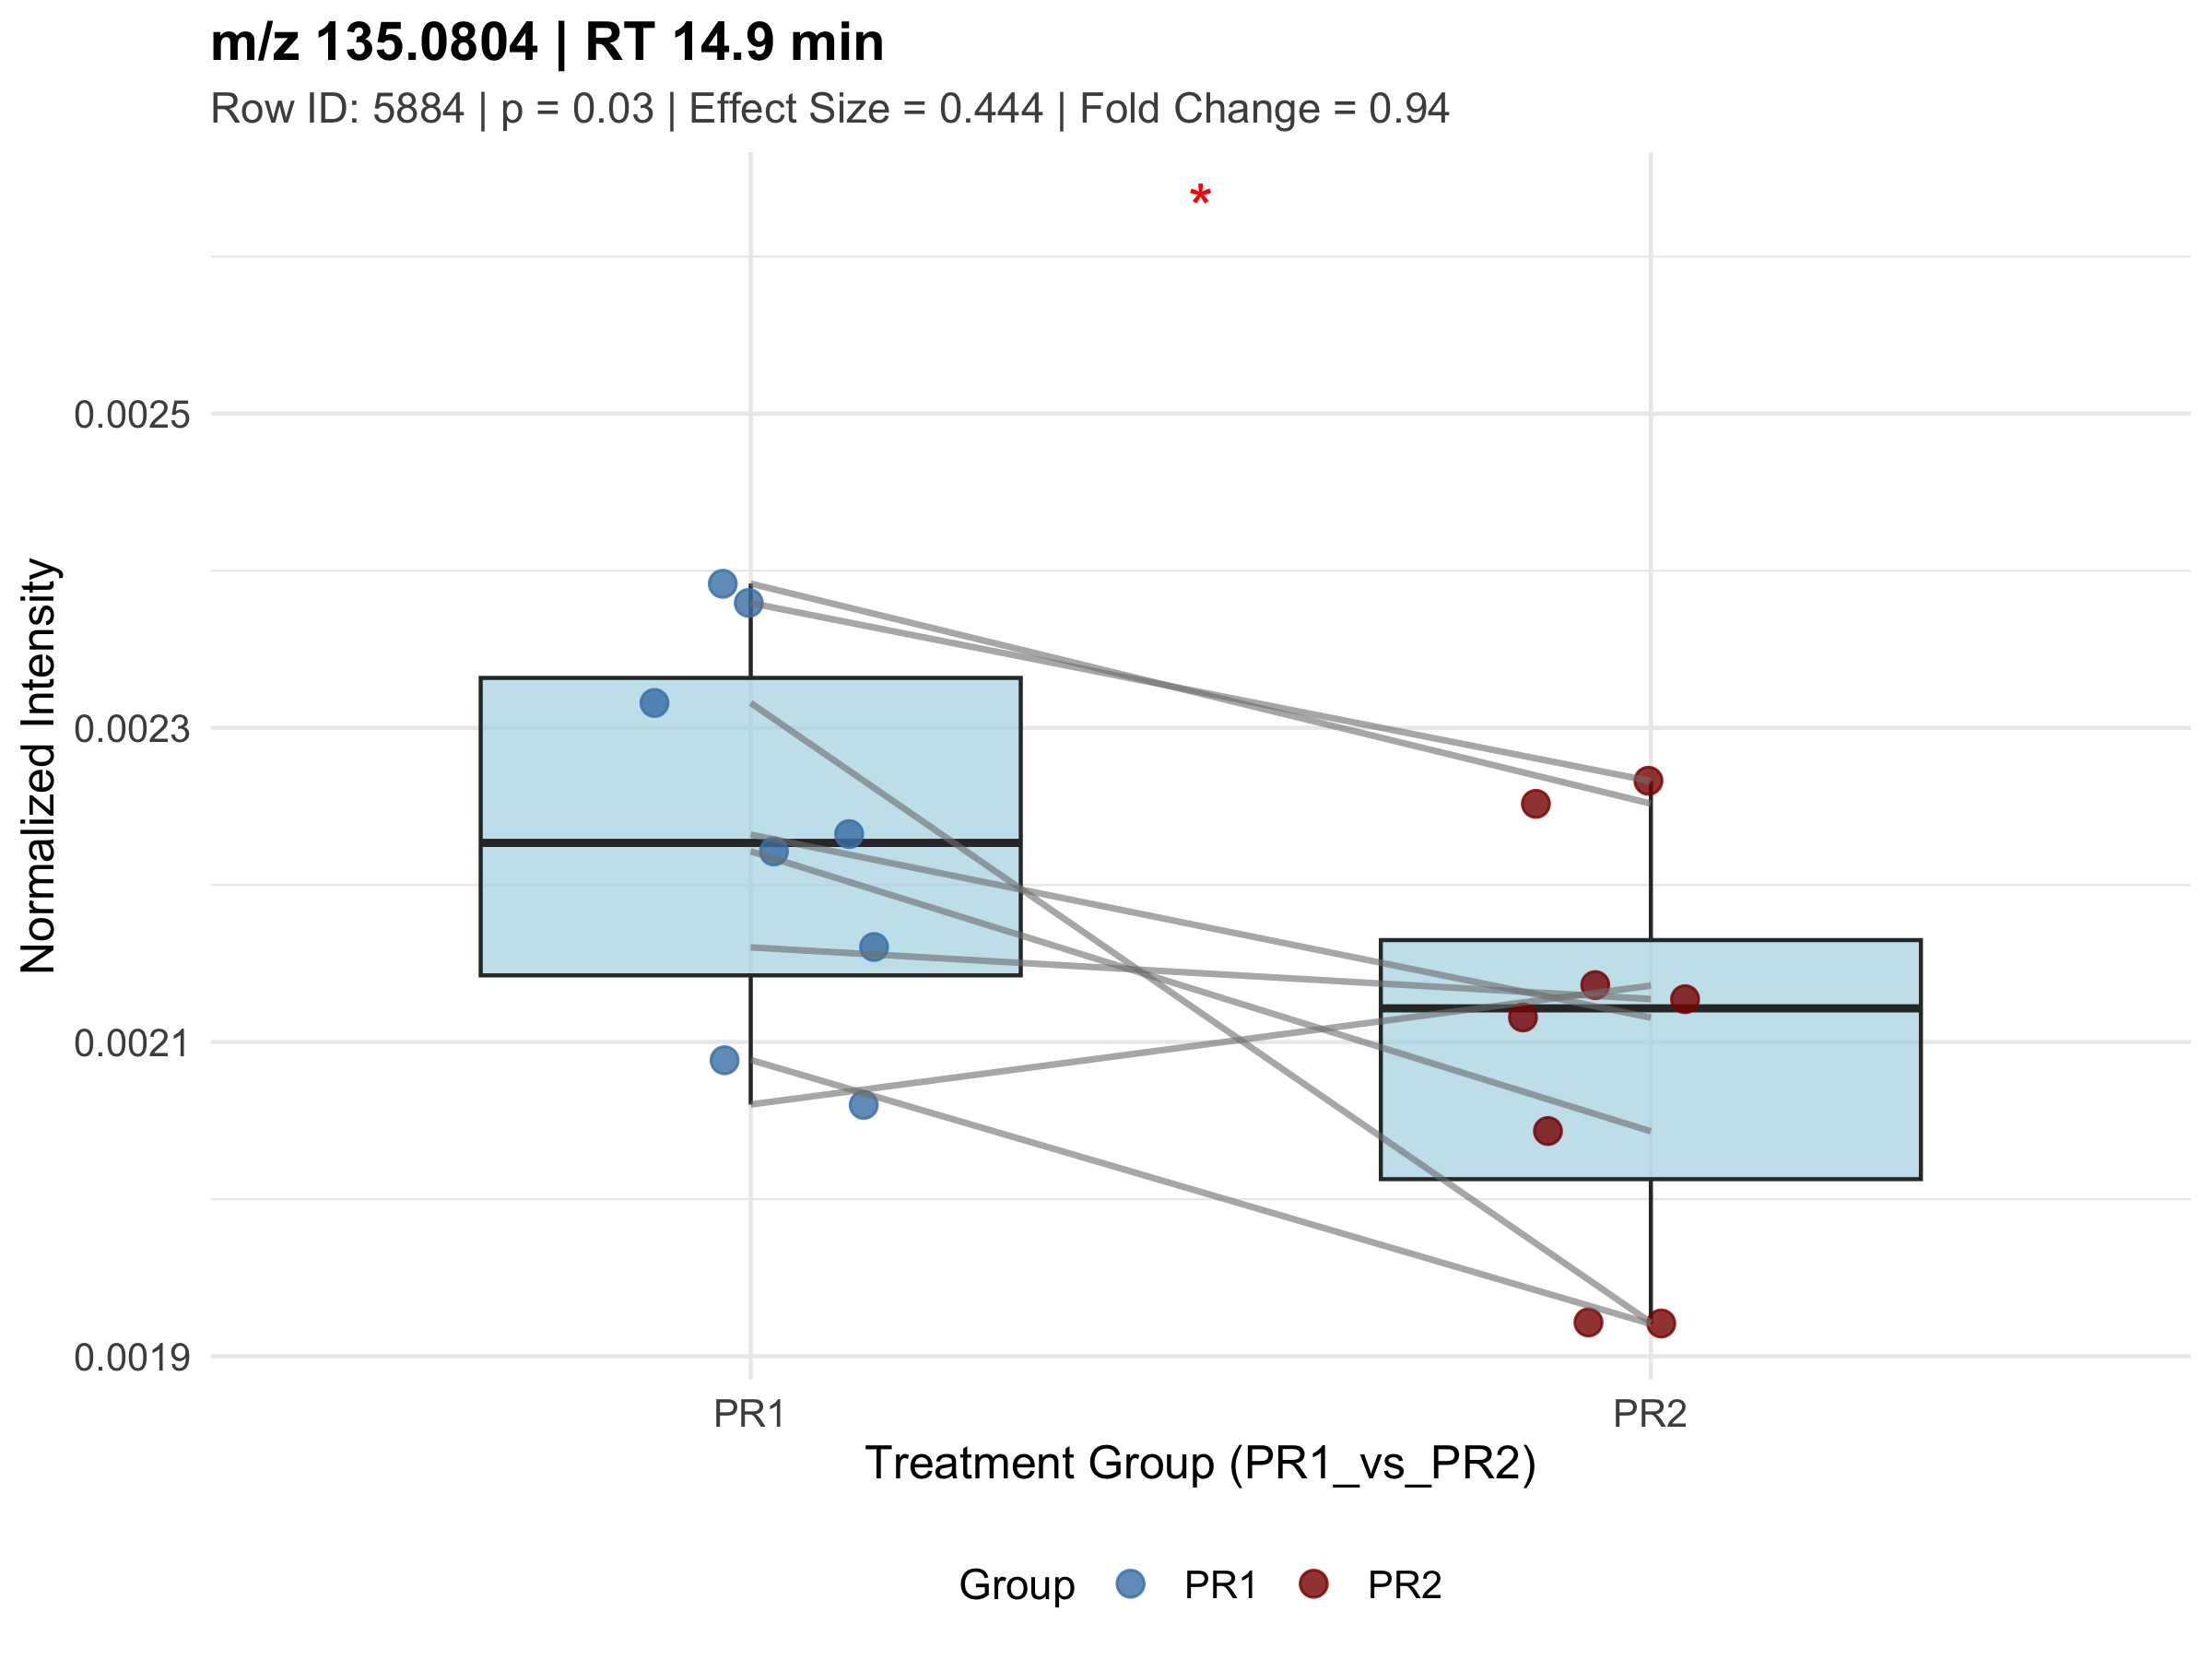 m/z 135.0804 | RT 14.9 min
Row ID: 5884 | p = 0.03 | Effect Size = 0.444 | Fold Change = 0.94
*
Normalized Intensity
0.0025
0.0023
0.0021
0.0019
PR1 PR2
Treatment Group (PR1_vs_PR2)
Group PR1 PR2